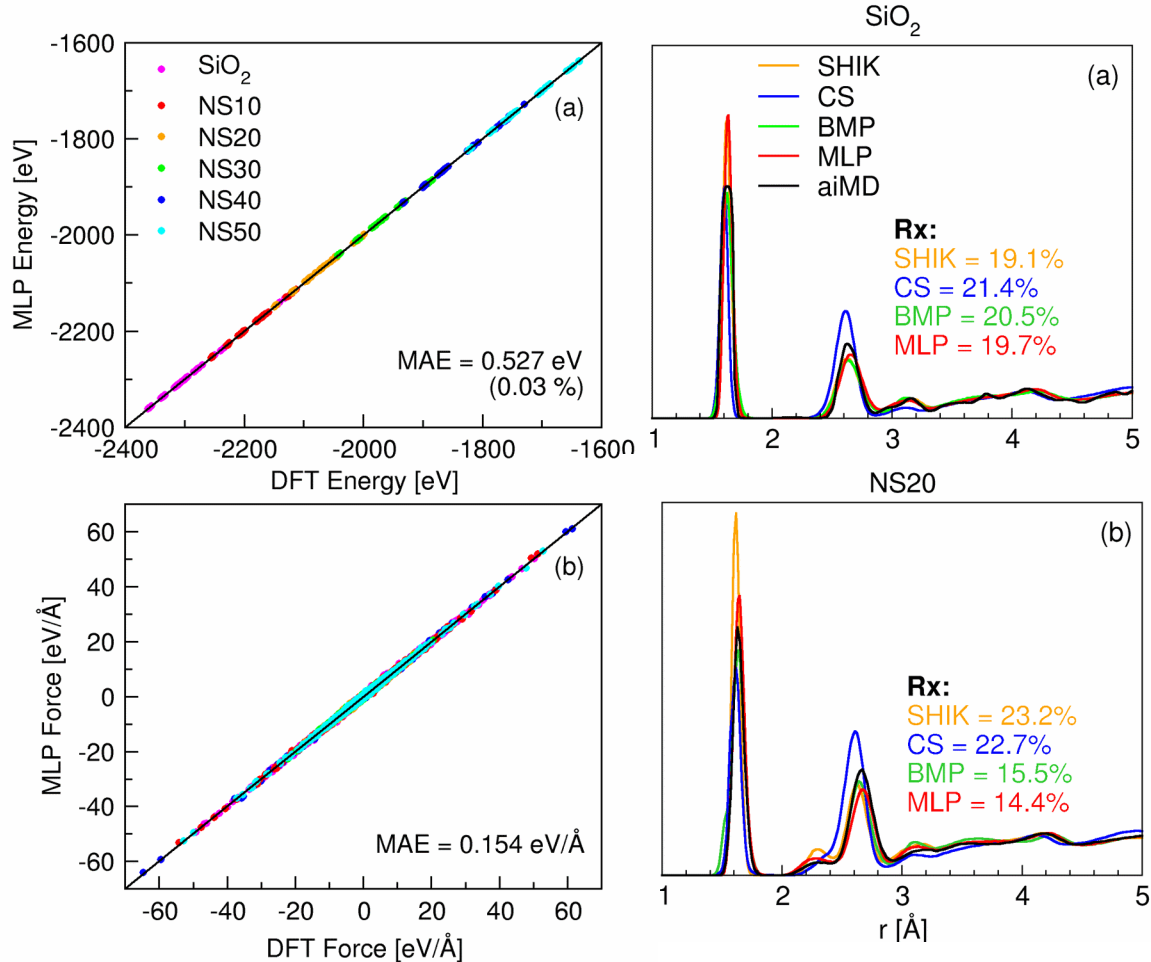 -1600
-1800
-2000
-2200
-2400
MLP Energy [eV]
SiO2
NS10
NS20
NS30
NS40
NS50
(a)
MAE = 0.527 eV
(0.03 %)
-2400 -2200 -2000 -1800 -1600
DFT Energy [eV]
SiO2
(a)
SHIK
CS
BMP
MLP
aiMD
Rx:
SHIK = 19.1%
CS = 21.4%
BMP = 20.5%
MLP = 19.7%
1 2 3 4 5
60
40
20
0
-20
-40
-60
MLP Force [eV/Å]
(b)
MAE = 0.154 eV/Å
-60 -40 -20 0 20 40 60
DFT Force [eV/Å]
NS20
(b)
Rx:
SHIK = 23.2%
CS = 22.7%
BMP = 15.5%
MLP = 14.4%
1 2 3 4 5
r [Å]